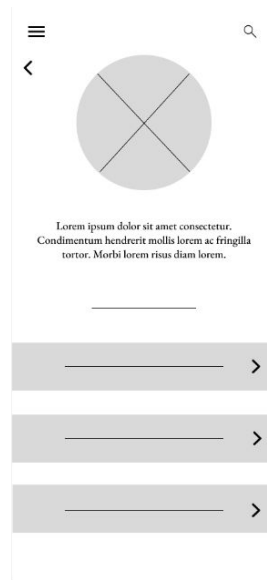 Lorem ipsum dolor sit amet consectetur.
Condimentum hendrerit mollis lorem ac fringilla
tortor. Morbi lorem risus diam lorem.